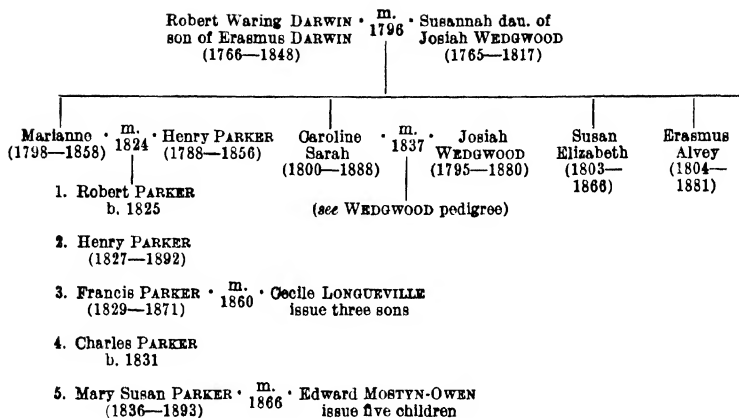 Robert Waring DARWIN · m. 1796 · Susannah dau. of
son of Erasmus DARWIN Josiah WEDGWOOD
(1766—1848) (1765—1817)
Marianne · m. 1824 · Henry PARKER
(1798—1858) (1788—1856)
Caroline Sarah · m. 1837 · Josiah WEDGWOOD
(1800—1888) (1795—1880)
Susan
Elizabeth
(1803—
1866)
Erasmus
Alvey
(1804—
1881)
1. Robert PARKER
b. 1825
(see WEDGWOOD pedigree)
2. Henry PARKER
(1827—1892)
3. Francis PARKER · m. 1860 · Cecile LONGUEVILLE
(1829—1871) issue three sons
4. Charles PARKER
b. 1831
5. Mary Susan PARKER · m. 1866 · Edward MOSTYN-OWEN
(1836—1893) issue five children